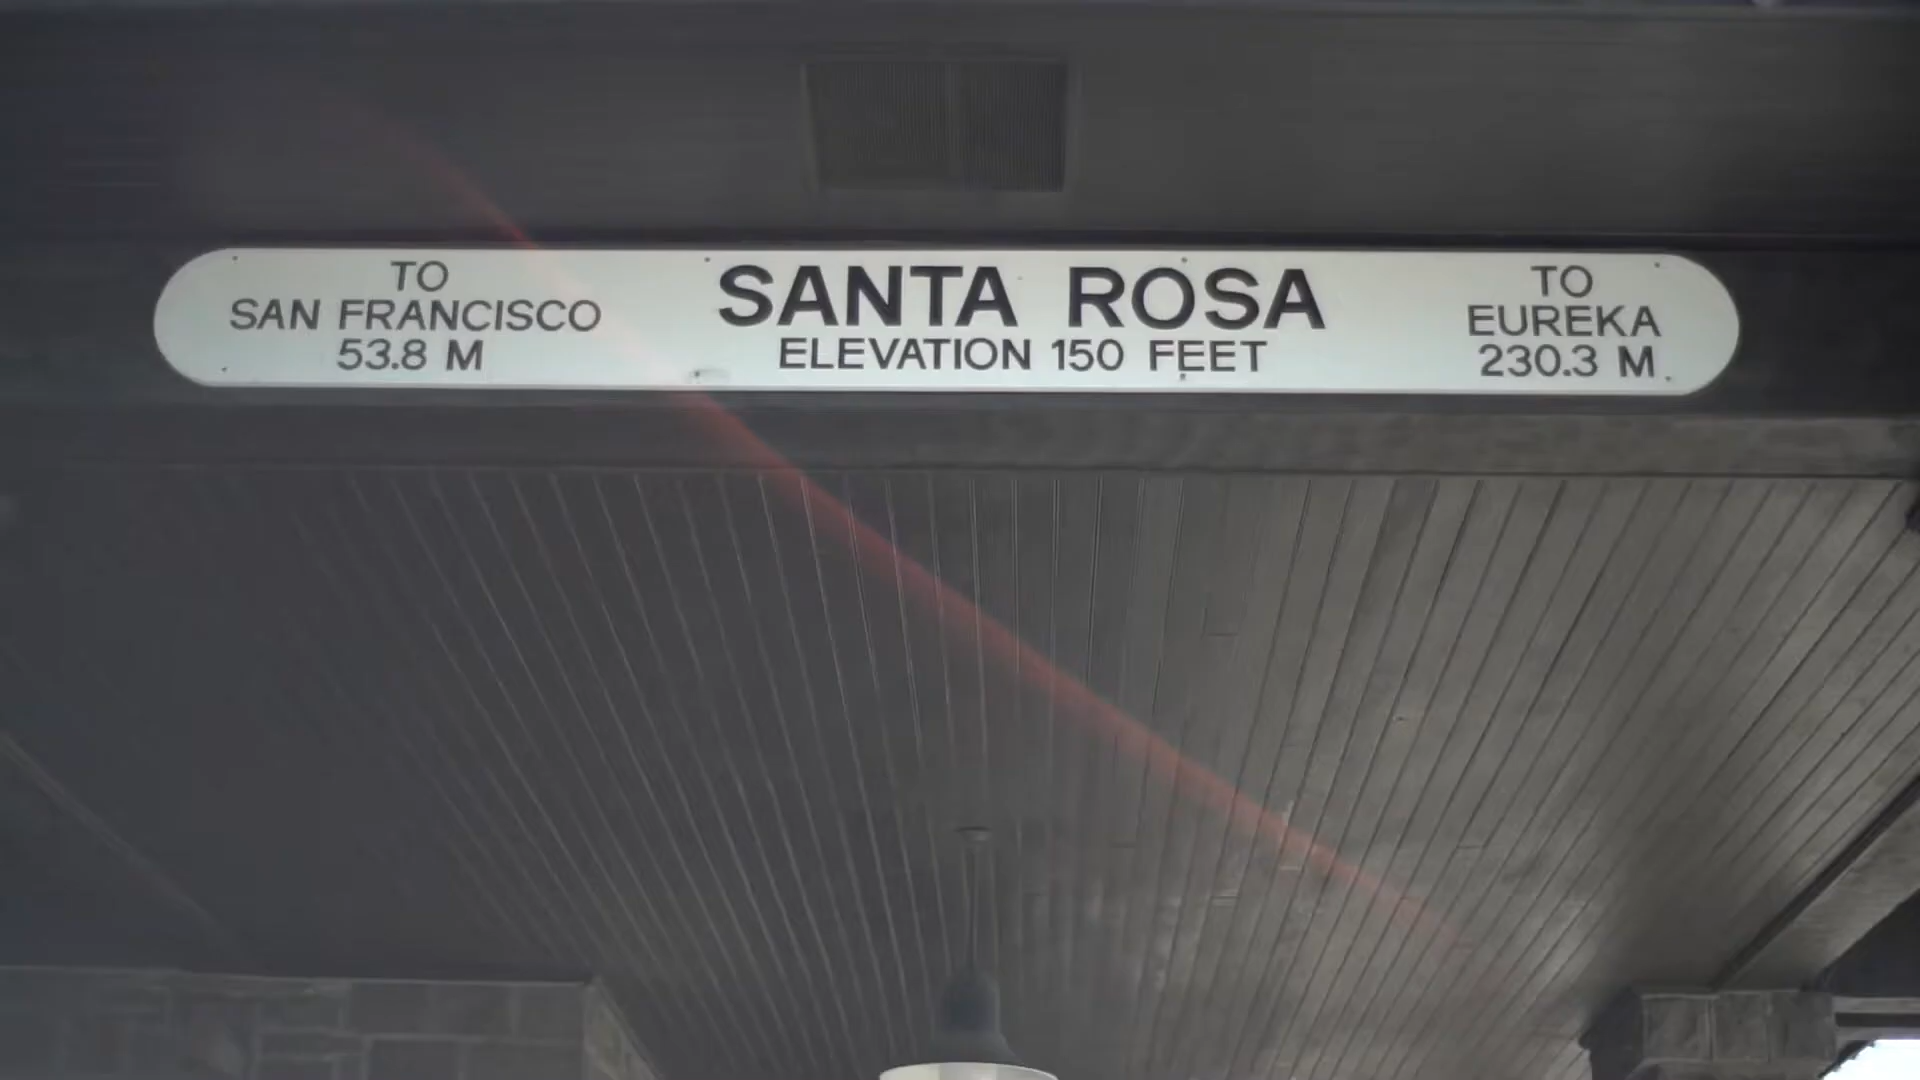 TO
SAN FRANCISCO
53.8 M
SANTA ROSA
ELEVATION 150 FEET
TO
EUREKA
230.3 M